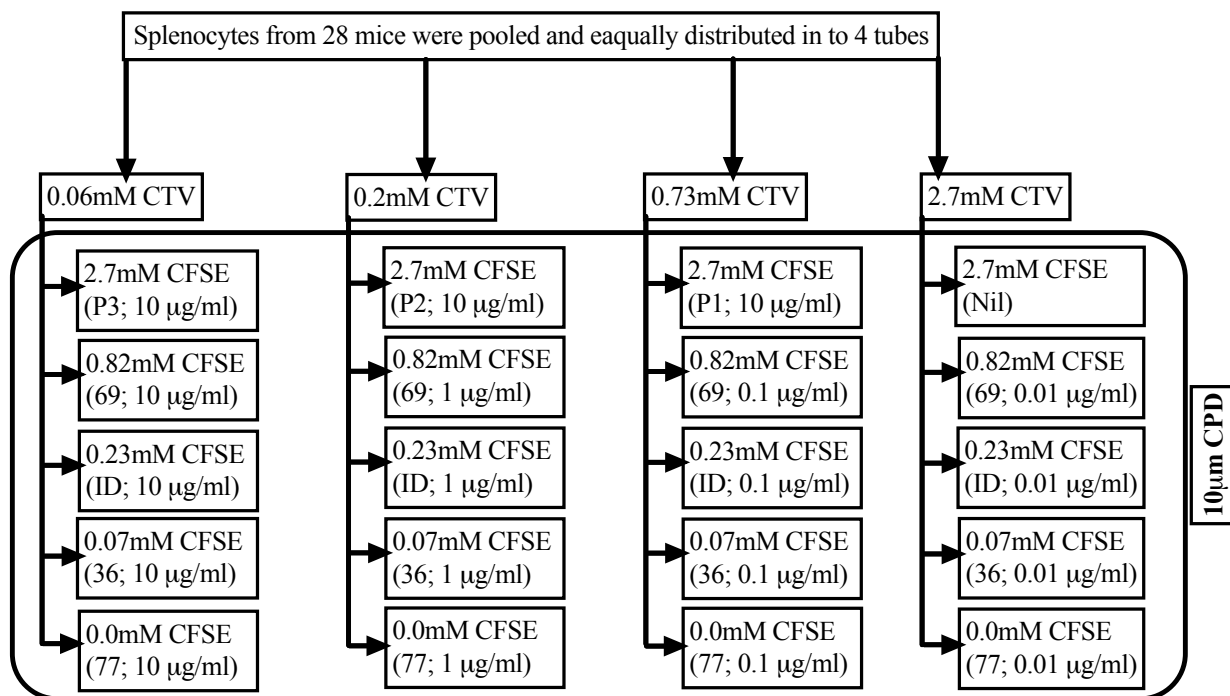 Splenocytes from 28 mice were pooled and eaqually distributed in to 4 tubes
0.06mM CTV
0.2mM CTV
0.73mM CTV
2.7mM CTV
2.7mM CFSE
(P3; 10 μg/ml)
2.7mM CFSE
(P2; 10 μg/ml)
2.7mM CFSE
(P1; 10 μg/ml)
2.7mM CFSE
(Nil)
0.82mM CFSE
(69; 10 μg/ml)
0.82mM CFSE
(69; 1 μg/ml)
0.82mM CFSE
(69; 0.1 μg/ml)
0.82mM CFSE
(69; 0.01 μg/ml)
0.23mM CFSE
(ID; 10 μg/ml)
0.23mM CFSE
(ID; 1 μg/ml)
0.23mM CFSE
(ID; 0.1 μg/ml)
0.23mM CFSE
(ID; 0.01 μg/ml)
0.07mM CFSE
(36; 10 μg/ml)
0.07mM CFSE
(36; 1 μg/ml)
0.07mM CFSE
(36; 0.1 μg/ml)
0.07mM CFSE
(36; 0.01 μg/ml)
0.0mM CFSE
(77; 10 μg/ml)
0.0mM CFSE
(77; 1 μg/ml)
0.0mM CFSE
(77; 0.1 μg/ml)
0.0mM CFSE
(77; 0.01 μg/ml)
10μm CPD